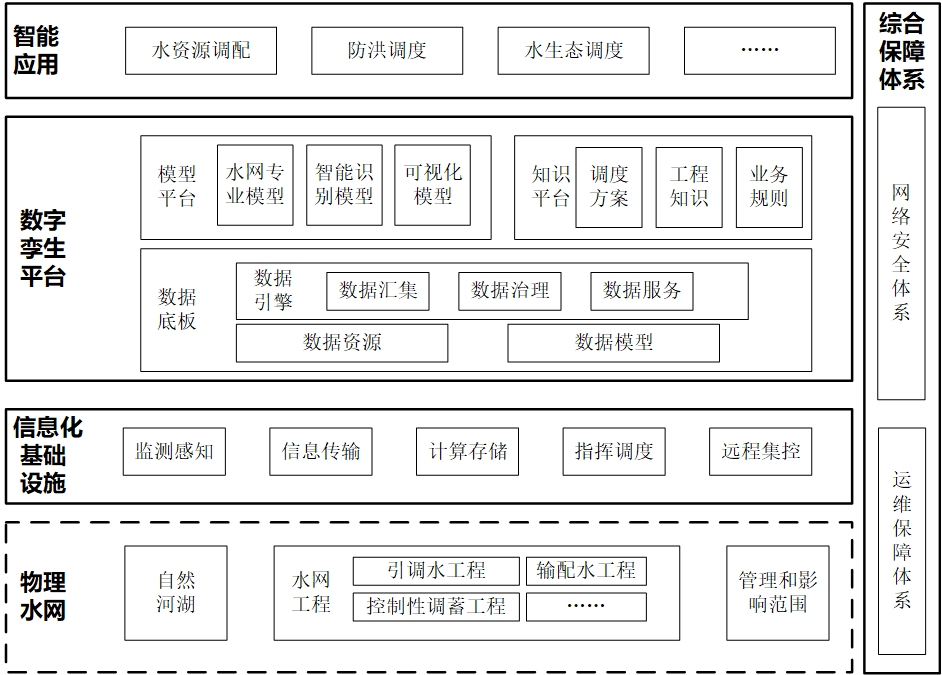 智能
应用
水资源调配
防洪调度
水生态调度
……
数字
孪生
平台
模型
平台
水网专
业模型
智能识
别模型
可视化
模型
知识
平台
调度
方案
工程
知识
业务
规则
数据
底板
数据
引擎
数据汇集
数据治理
数据服务
数据资源
数据模型
信息化
基础
设施
监测感知
信息传输
计算存储
指挥调度
远程集控
物理
水网
自然
河湖
水网
工程
引调水工程
输配水工程
控制性调蓄工程
……
管理和影
响范围
综合
保障
体系
网络安全体系
运维保障体系